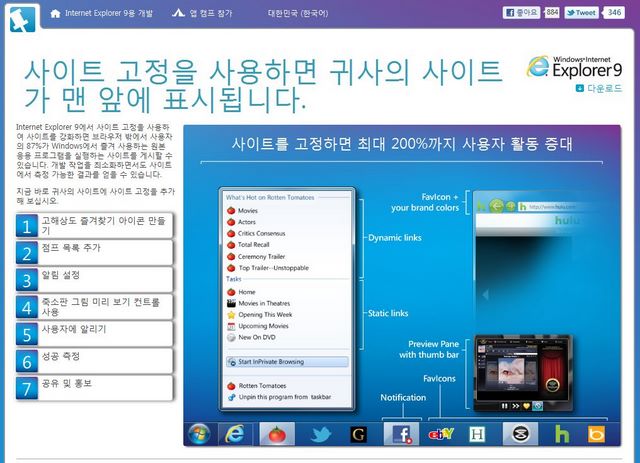 Internet Explorer 9용 개발
앱 캠프 참가
대한민국 (한국어)
좋아요
884
Tweet
346
사이트 고정을 사용하면 귀사의 사이트
가 맨 앞에 표시됩니다.
Windows Internet
Explorer9
다운로드
Internet Explorer 9에서 사이트 고정을 사용하
여 사이트를 강화하면 브라우저 밖에서 사용자
의 87%가 Windows에서 즐겨 사용하는 원본
응용 프로그램을 실행하는 사이트를 게시할 수
있습니다. 개발 작업을 최소화하면서도 사이트
에서 측정 가능한 결과를 얻을 수 있습니다.
지금 바로 귀사의 사이트에 사이트 고정을 추가
해 보십시오.
1 고해상도 즐겨찾기 아이콘 만들
기
2 점프 목록 추가
3 알림 설정
4 축소판 그림 미리 보기 컨트롤
사용
5 사용자에 알리기
6 성공 측정
7 공유 및 홍보
사이트를 고정하면 최대 200%까지 사용자 활동 증대
What's Hot on Rotten Tomatoes
Movies
Actors
Critics Consensus
Total Recall
Ceremony Trailer
Top Trailer--Unstoppable
Tasks
Home
Movies in Theatres
Opening This Week
Upcoming Movies
New On DVD
Start InPrivate Browsing
Rotten Tomatoes
Unpin this program from taskbar
Dynamic links
Static links
FavIcon +
your brand colors
h
http://www.hulu.com
hulu
Preview Pane
with thumb bar
FavIcons
Notification
G
f
ebY
H
S
h
b